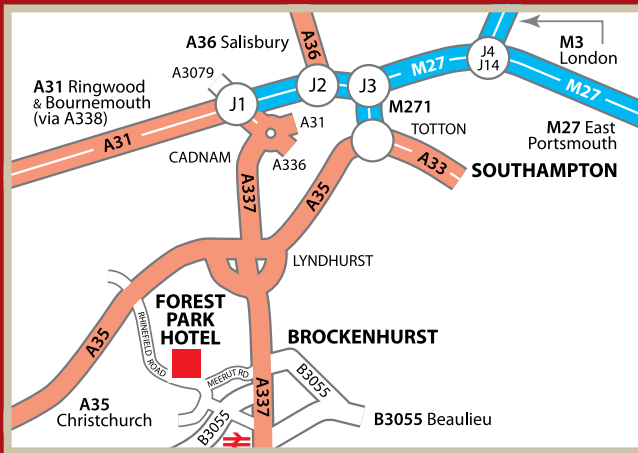 A36 Salisbury
A36
J4
J14
M3
London
A31 Ringwood
& Bournemouth
(via A338)
A3079
J2
J3
M27
M27
J1
M271
A31
TOTTON
M27 East
Portsmouth
A31
CADNAM
A336
A33
SOUTHAMPTON
A337
A35
LYNDHURST
FOREST
PARK
HOTEL
RHINEFIELD ROAD
BROCKENHURST
A35
MEERUT RD
B3055
A337
A35
Christchurch
B3055
B3055 Beaulieu